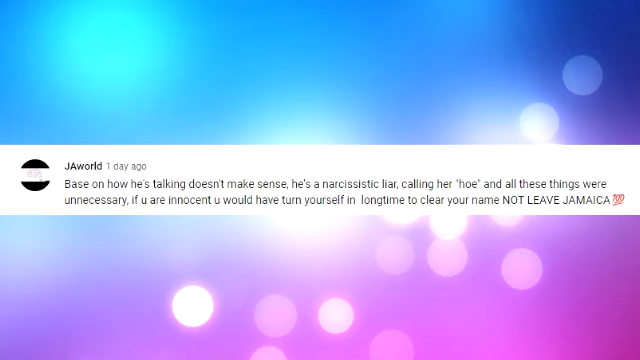 JAworld 1 day ago
Base on how he's talking doesn't make sense, he's a narcissistic liar, calling her "hoe" and all these things were
unnecessary, if u are innocent u would have turn yourself in longtime to clear your name NOT LEAVE JAMAICA💯